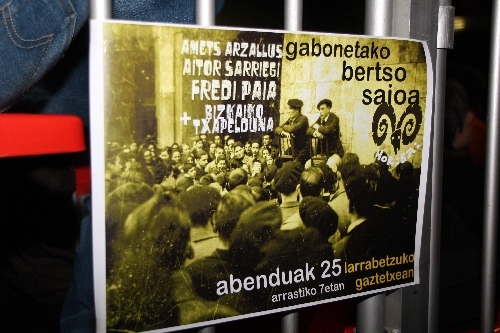 AMETS ARZALLUS
AITOR SARRIEGI
FREDI PAIA
BIZKAIKO
+ TXAPELDUNA
gabonetako
bertso
saioa
abenduak 25
arrastiko 7etan
larrabetzuko
gaztetxean